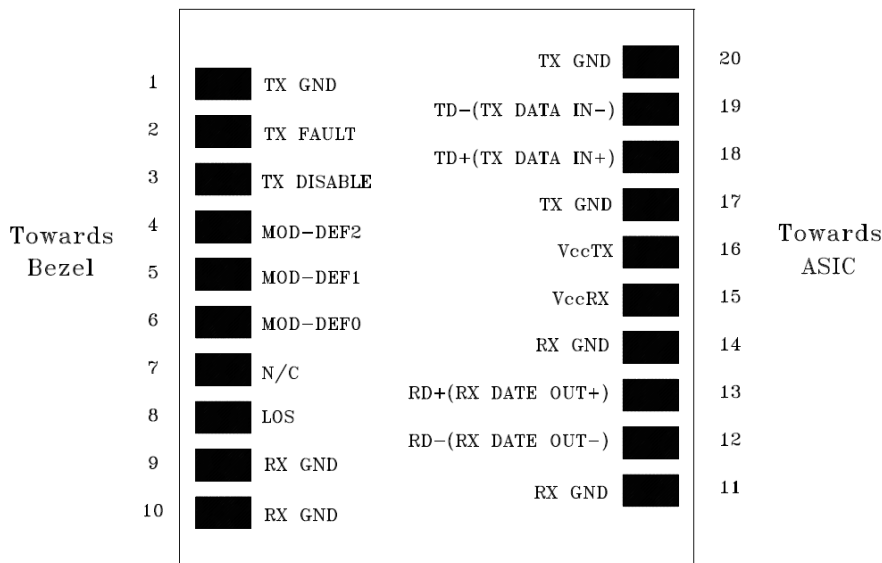 1 TX GND
2 TX FAULT
3 TX DISABLE
4 MOD-DEF2
5 MOD-DEF1
6 MOD-DEF0
7 N/C
8 LOS
9 RX GND
10 RX GND
Towards
Bezel
TX GND 20
TD-(TX DATA IN-) 19
TD+(TX DATA IN+) 18
TX GND 17
VccTX 16
VccRX 15
RX GND 14
RD+(RX DATE OUT+) 13
RD-(RX DATE OUT-) 12
RX GND 11
Towards
ASIC